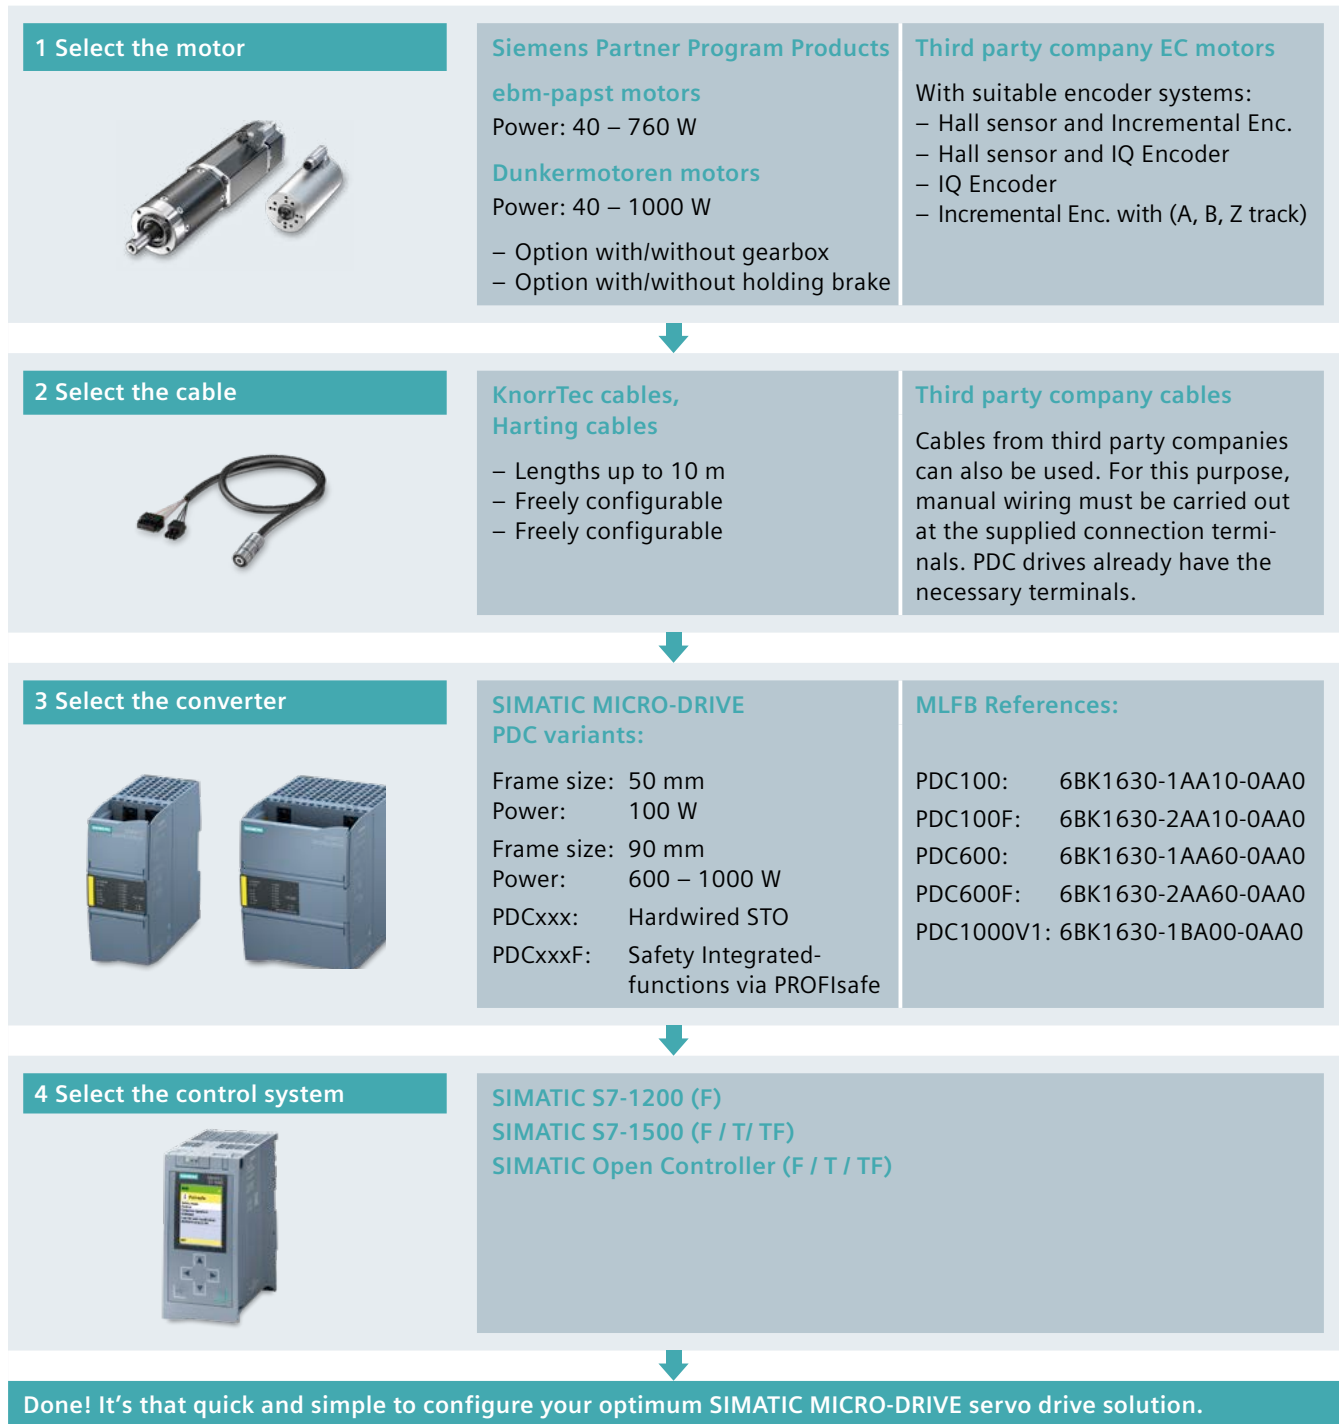 1 Select the motor
Siemens Partner Program Products
ebm-papst motors
Power: 40 – 760 W
Dunkermotoren motors
Power: 40 – 1000 W
– Option with/without gearbox
– Option with/without holding brake
Third party company EC motors
With suitable encoder systems:
– Hall sensor and Incremental Enc.
– Hall sensor and IQ Encoder
– IQ Encoder
– Incremental Enc. with (A, B, Z track)
2 Select the cable
KnorrTec cables,
Harting cables
– Lengths up to 10 m
– Freely configurable
– Freely configurable
Third party company cables
Cables from third party companies
can also be used. For this purpose,
manual wiring must be carried out
at the supplied connection termi-
nals. PDC drives already have the
necessary terminals.
3 Select the converter
SIMATIC MICRO-DRIVE
PDC variants:
Frame size: 50 mm
Power: 100 W
Frame size: 90 mm
Power: 600 – 1000 W
PDCxxx: Hardwired STO
PDCxxxF: Safety Integrated-
functions via PROFIsafe
MLFB References:
PDC100: 6BK1630-1AA10-0AA0
PDC100F: 6BK1630-2AA10-0AA0
PDC600: 6BK1630-1AA60-0AA0
PDC600F: 6BK1630-2AA60-0AA0
PDC1000V1: 6BK1630-1BA00-0AA0
4 Select the control system
SIMATIC S7-1200 (F)
SIMATIC S7-1500 (F / T/ TF)
SIMATIC Open Controller (F / T / TF)
Done! It's that quick and simple to configure your optimum SIMATIC MICRO-DRIVE servo drive solution.